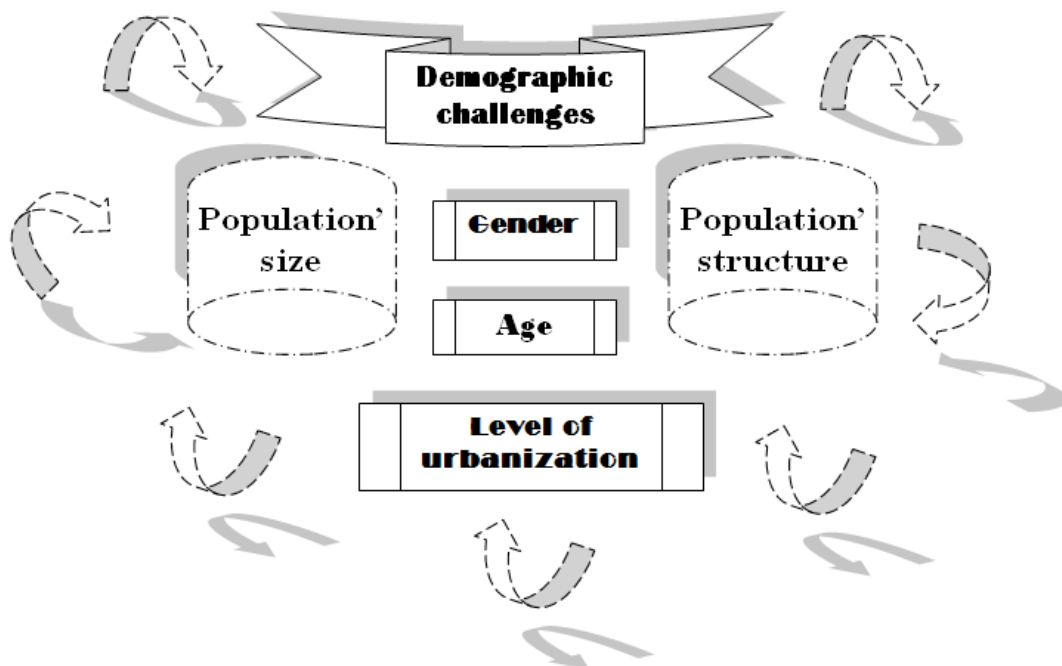 Demographic
challenges
Population’
size
Gender
Age
Population’
structure
Level of
urbanization